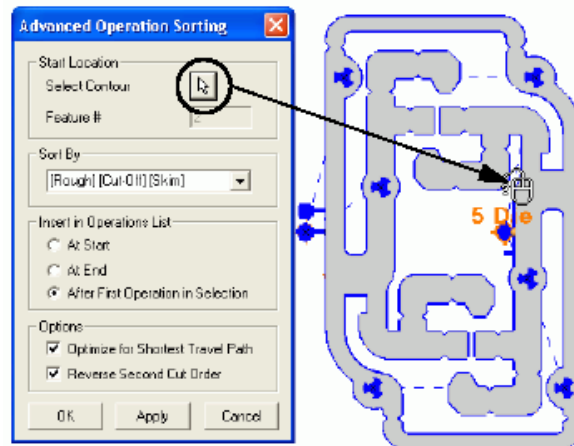 Advanced Operation Sorting
Start Location
Select Contour
Feature #
2
Sort By
[Rough] [Cut-Off] [Skim]
Insert in Operations List
At Start
At End
After First Operation in Selection
Options
Optimize for Shortest Travel Path
Reverse Second Cut Order
OK Apply Cancel
5 Die